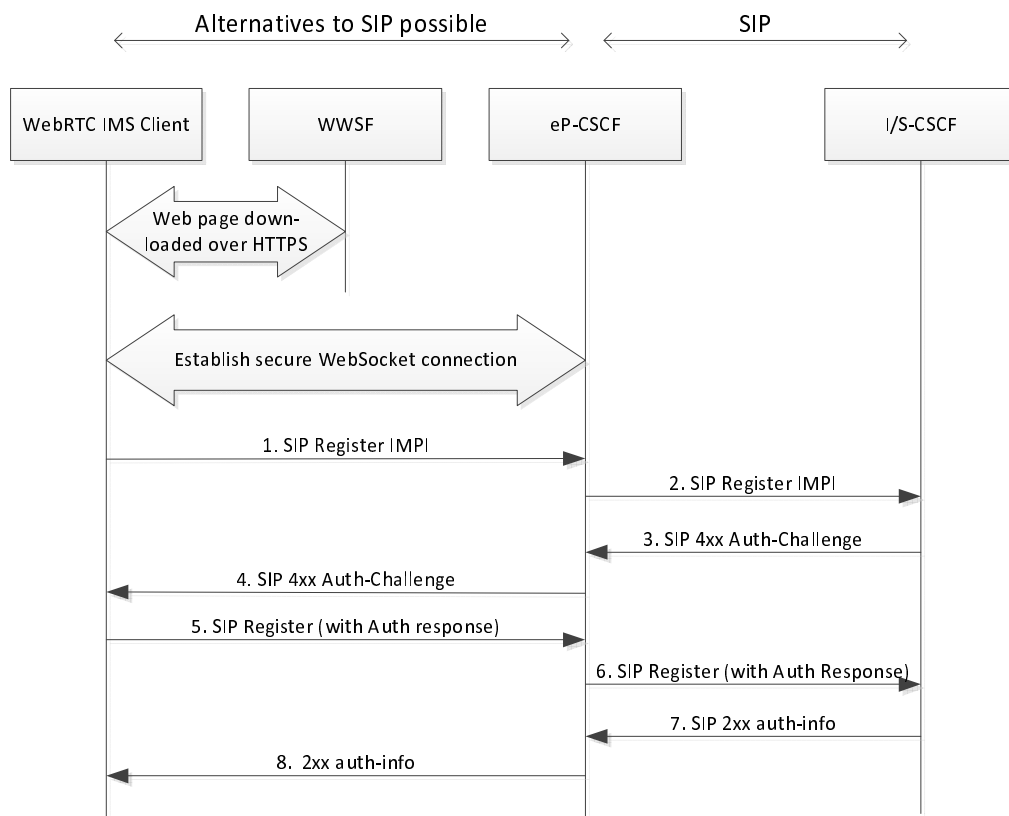 Alternatives to SIP possible
SIP
WebRTC IMS Client
WWSF
eP-CSCF
I/S-CSCF
Web page down-
loaded over HTTPS
Establish secure WebSocket connection
1. SIP Register IMPI
2. SIP Register IMPI
3. SIP 4xx Auth-Challenge
4. SIP 4xx Auth-Challenge
5. SIP Register (with Auth response)
6. SIP Register (with Auth Response)
7. SIP 2xx auth-info
8. 2xx auth-info